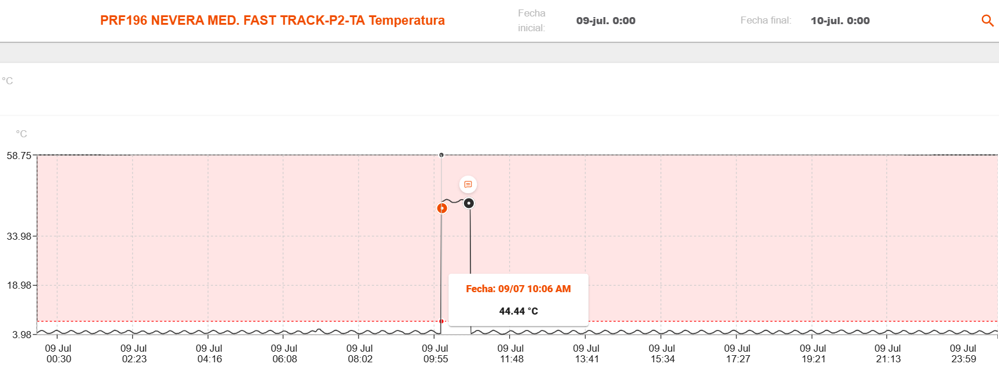 PRF196 NEVERA MED. FAST TRACK-P2-TA Temperatura
Fecha
inicial:
09-jul. 0:00
Fecha final:
10-jul. 0:00
°C
°C
58.75
33.98
18.98
3.98
Fecha: 09/07 10:06 AM
44.44 °C
09 Jul
00:30
09 Jul
02:23
09 Jul
04:16
09 Jul
06:08
09 Jul
08:02
09 Jul
09:55
09 Jul
11:48
09 Jul
13:41
09 Jul
15:34
09 Jul
17:27
09 Jul
19:21
09 Jul
21:13
09 Jul
23:59